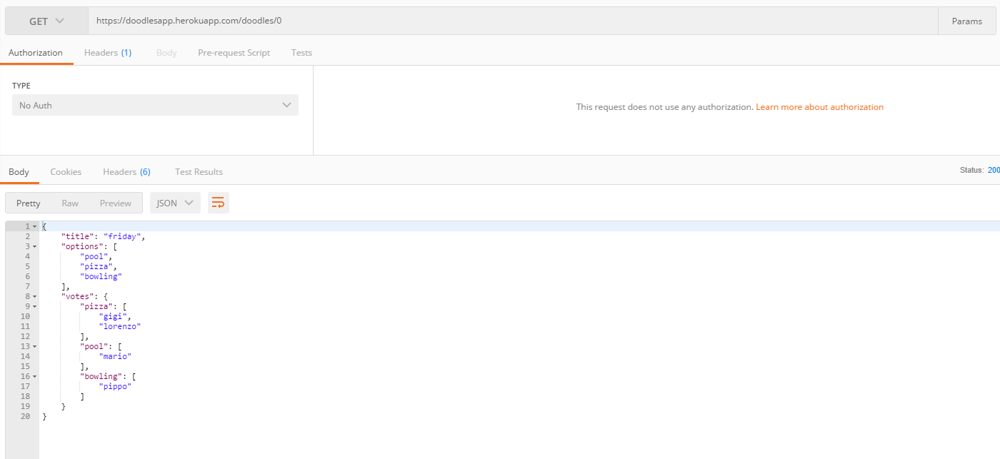 GET https://doodlesapp.herokuapp.com/doodles/0 Params
Authorization Headers (1) Body Pre-request Script Tests
TYPE
No Auth
This request does not use any authorization. Learn more about authorization
Body Cookies Headers (6) Test Results Status: 200
Pretty Raw Preview JSON
1 {
2 "title": "friday",
3 "options": [
4 "pool",
5 "pizza",
6 "bowling"
7 ],
8 "votes": {
9 "pizza": [
10 "gigi",
11 "lorenzo"
12 ],
13 "pool": [
14 "mario"
15 ],
16 "bowling": [
17 "pippo"
18 ]
19 }
20 }